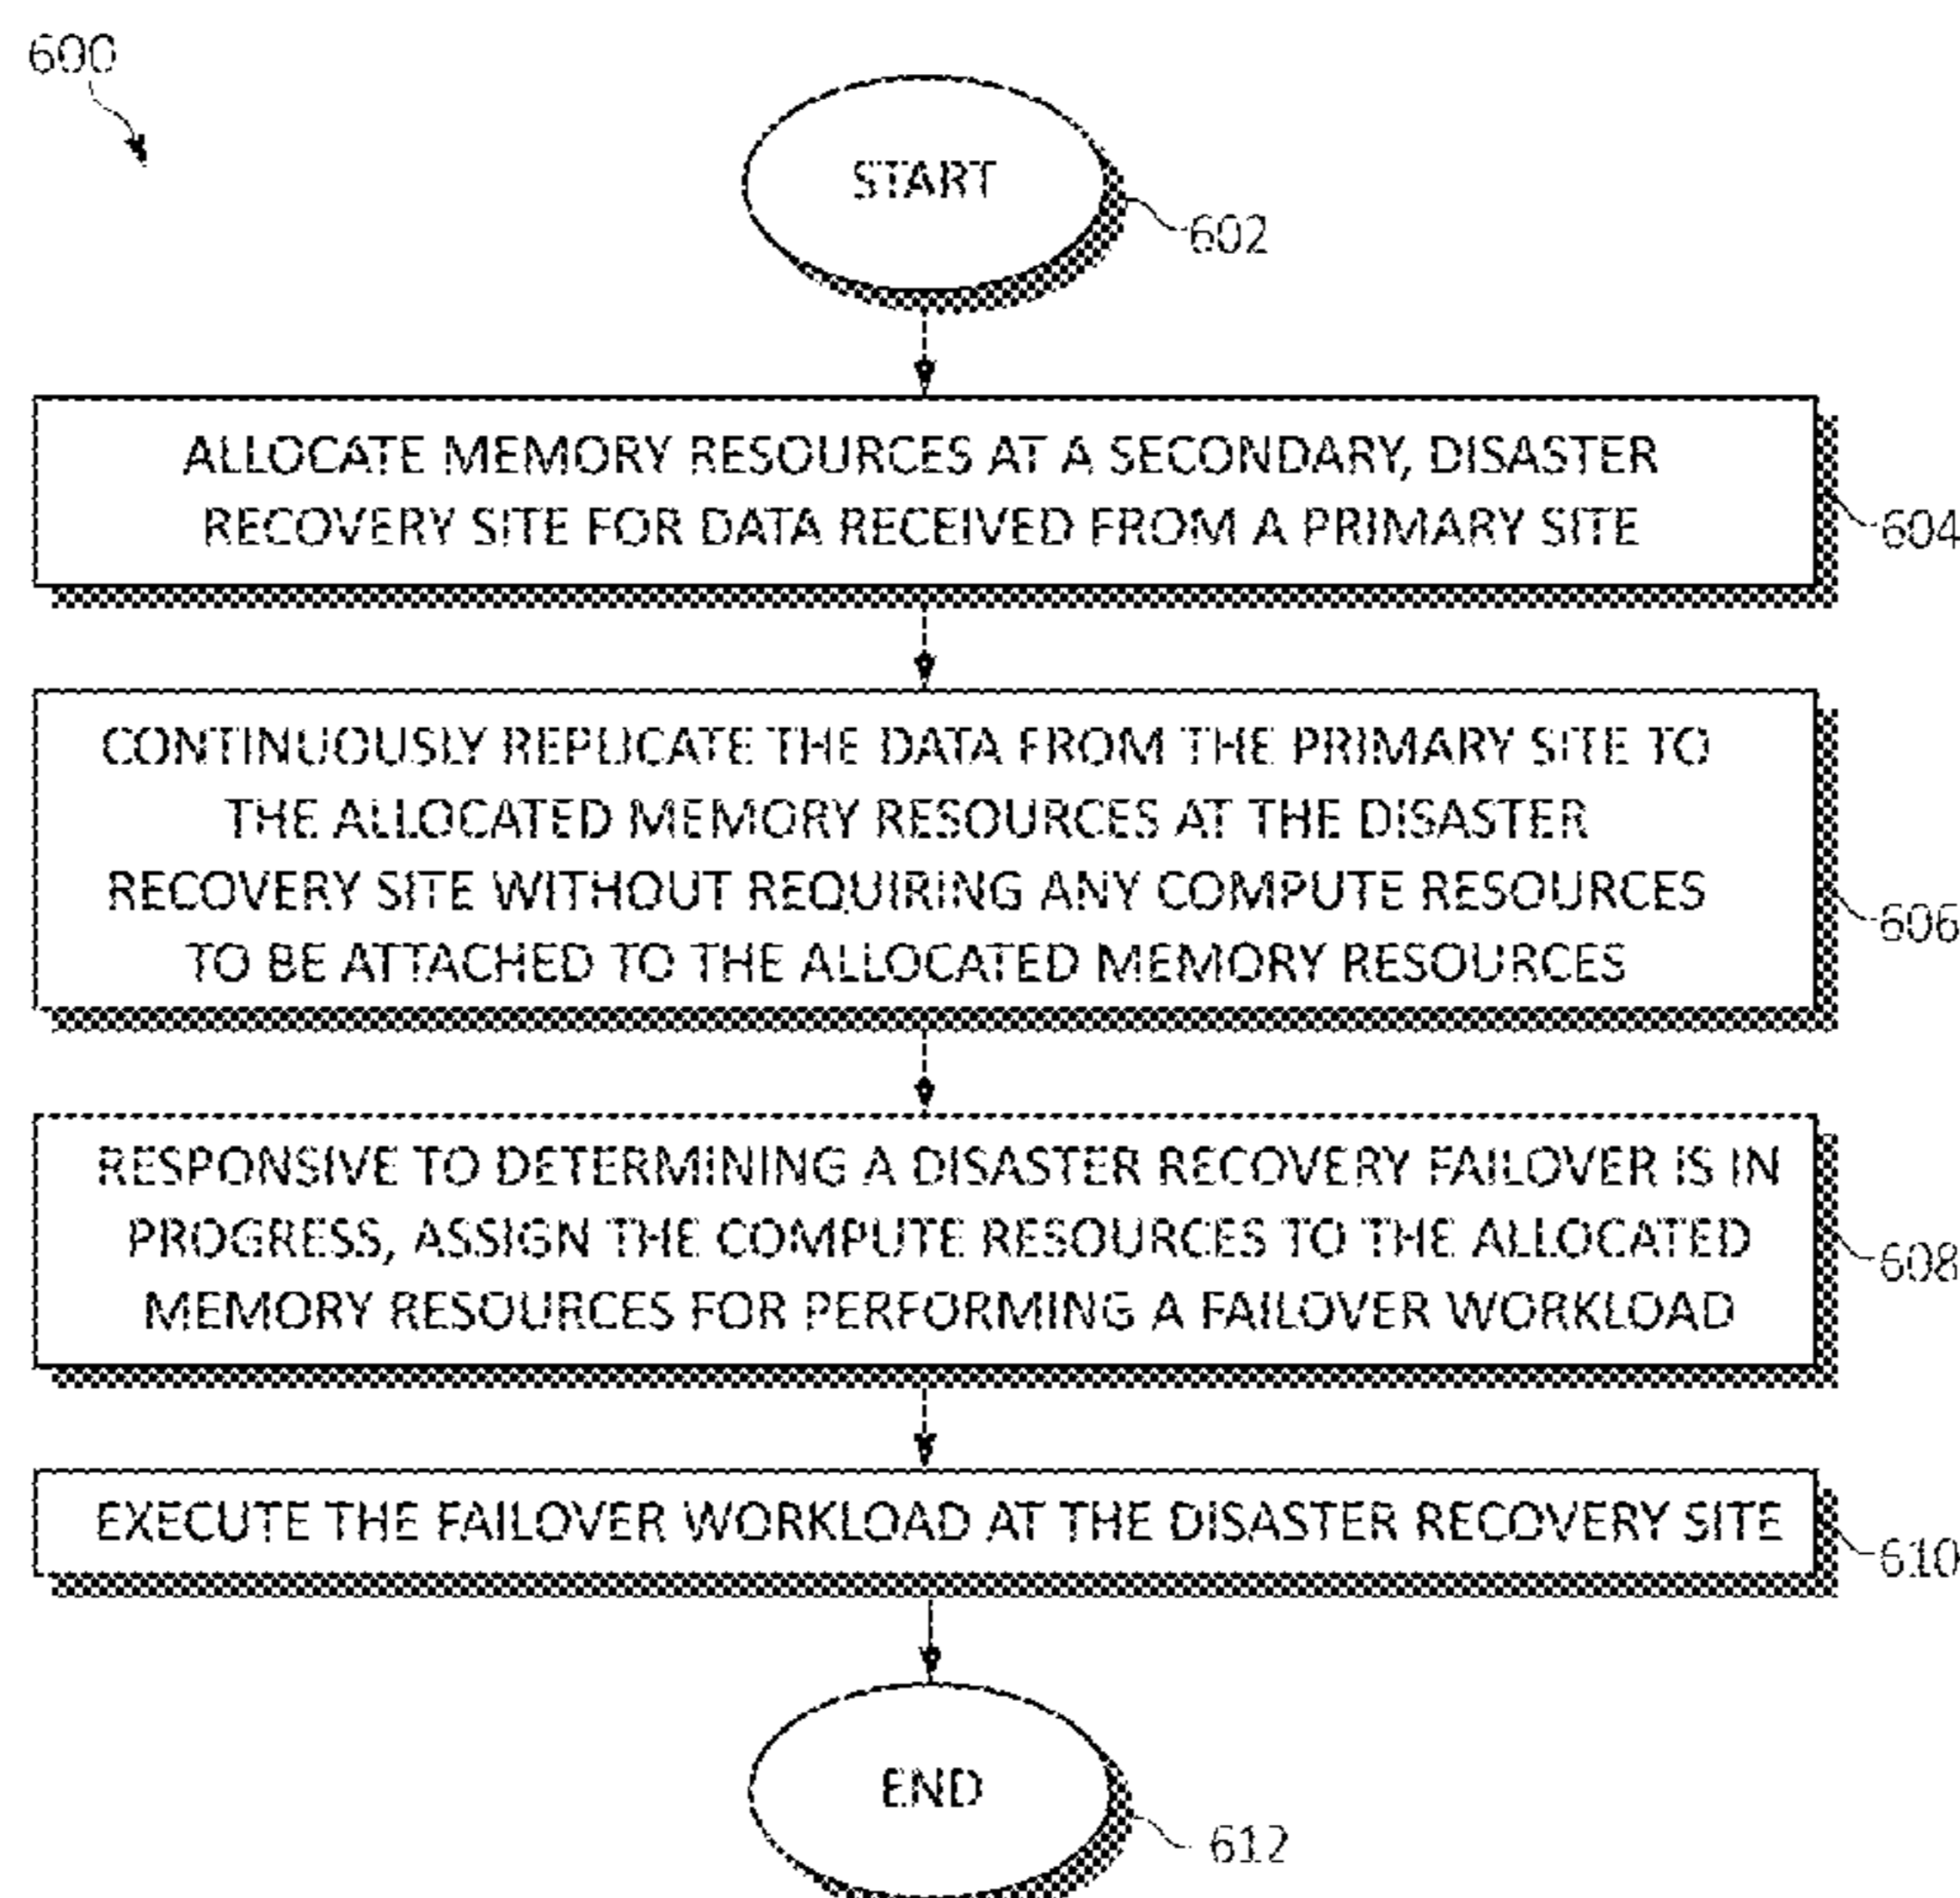 600
START
602
ALLOCATE MEMORY RESOURCES AT A SECONDARY, DISASTER
RECOVERY SITE FOR DATA RECEIVED FROM A PRIMARY SITE
604
CONTINUOUSLY REPLICATE THE DATA FROM THE PRIMARY SITE TO
THE ALLOCATED MEMORY RESOURCES AT THE DISASTER
RECOVERY SITE WITHOUT REQUIRING ANY COMPUTE RESOURCES
TO BE ATTACHED TO THE ALLOCATED MEMORY RESOURCES
606
RESPONSIVE TO DETERMINING A DISASTER RECOVERY FAILOVER IS IN
PROGRESS, ASSIGN THE COMPUTE RESOURCES TO THE ALLOCATED
MEMORY RESOURCES FOR PERFORMING A FAILOVER WORKLOAD
608
EXECUTE THE FAILOVER WORKLOAD AT THE DISASTER RECOVERY SITE
610
END
612